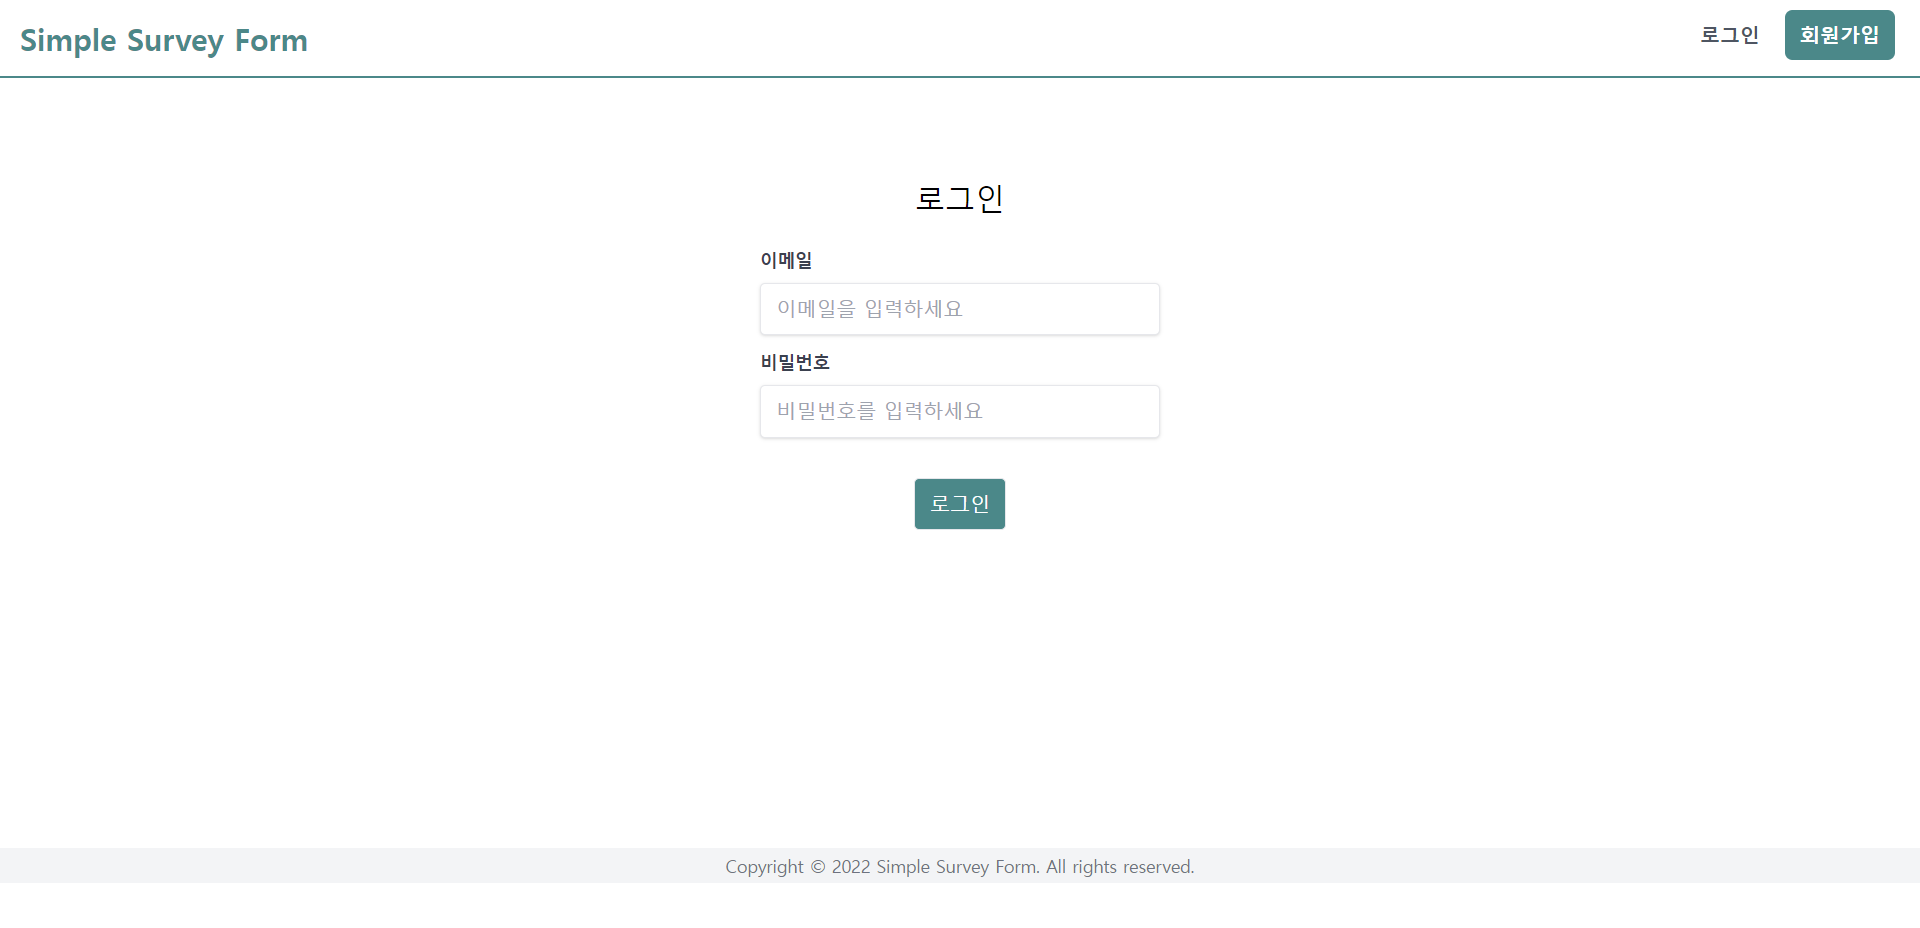 Simple Survey Form
로그인
회원가입
로그인
이메일
이메일을 입력하세요
비밀번호
비밀번호를 입력하세요
로그인
Copyright © 2022 Simple Survey Form. All rights reserved.